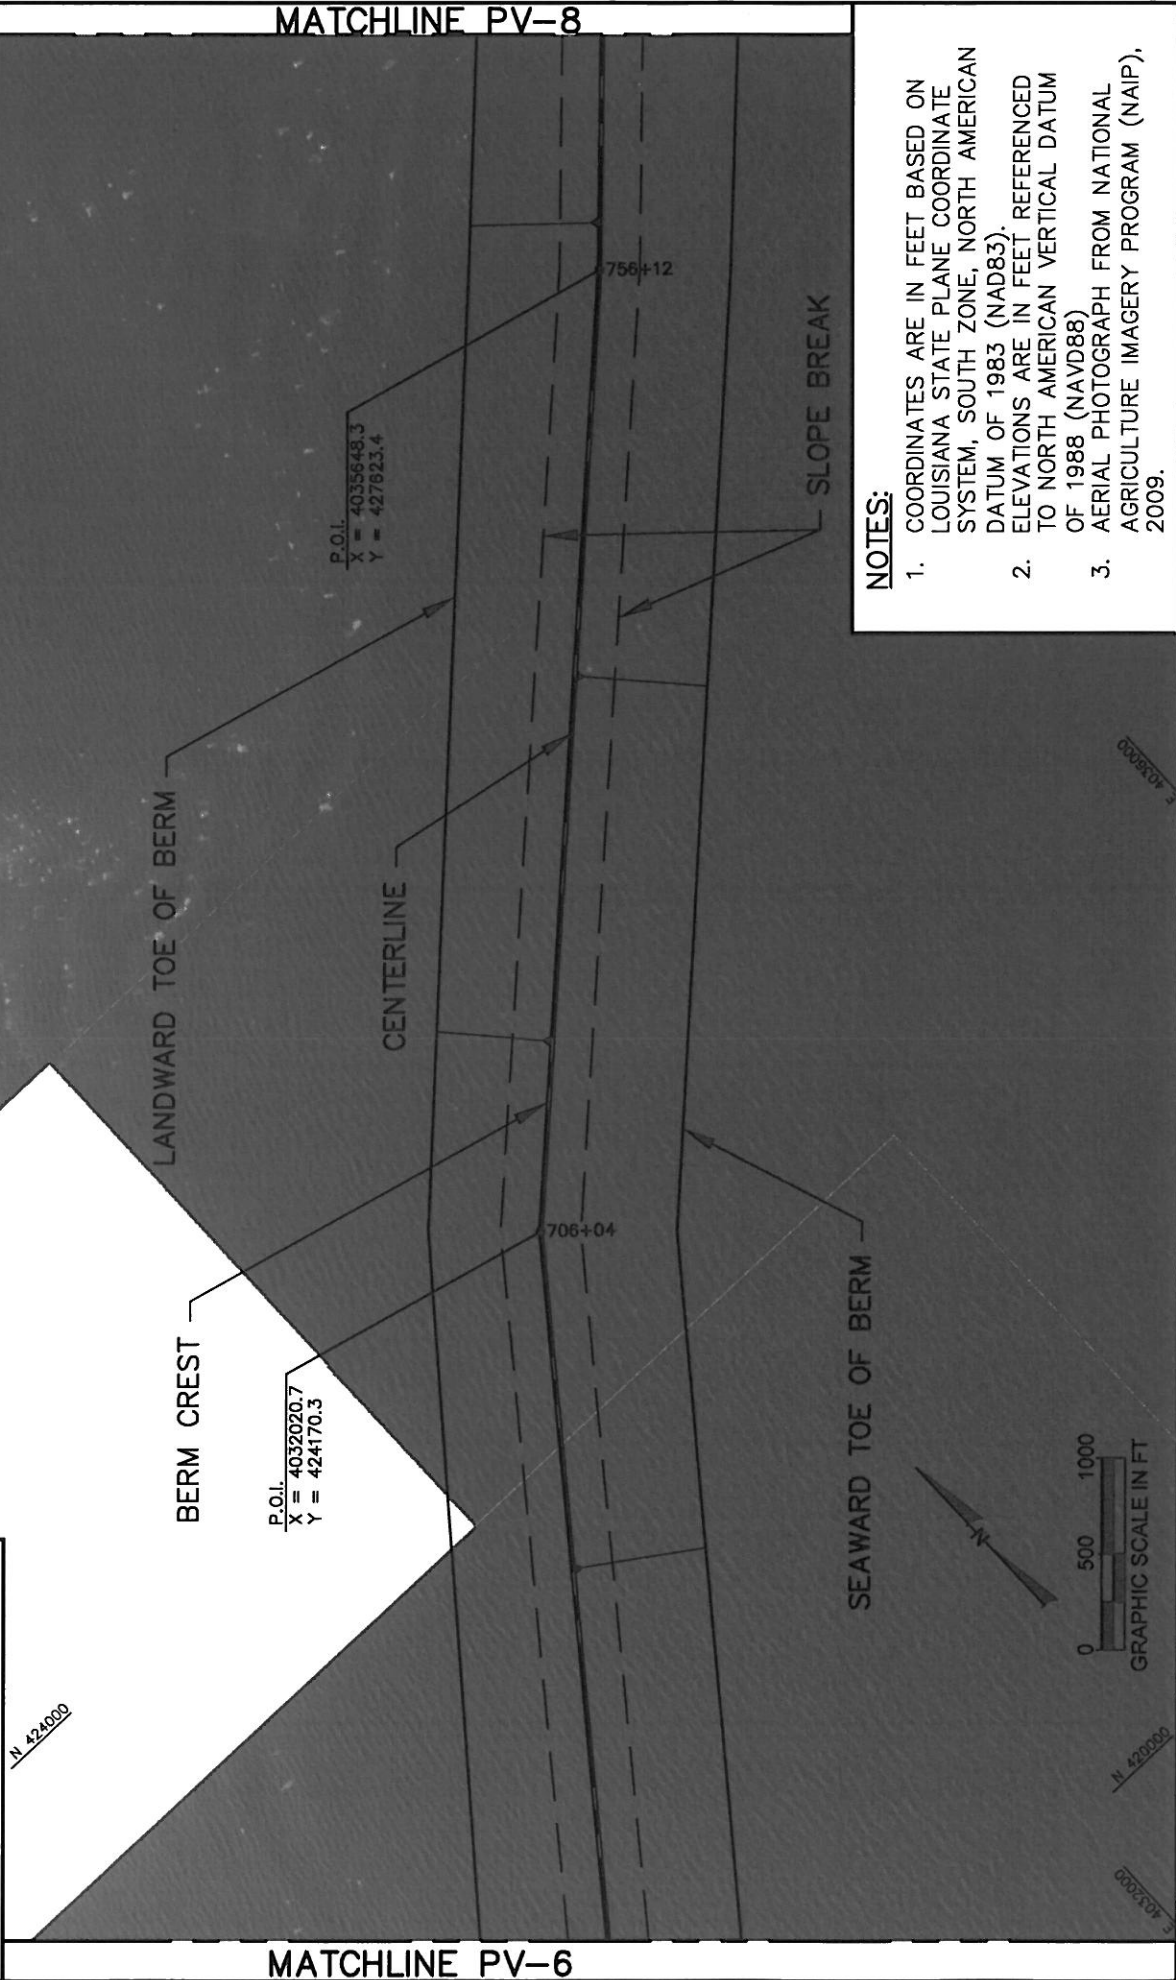 MATCHLINE PV-8
LANDWARD TOE OF BERM
P.O.I.
X = 4035648.3
Y = 427623.4
756+12
CENTERLINE
SLOPE BREAK
BERM CREST
P.O.I.
X = 4032020.7
Y = 424170.3
706+04
SEAWARD TOE OF BERM
N 424000
N 420000
E 4032000
E 4036000
N
0 500 1000
GRAPHIC SCALE IN FT
NOTES:
1. COORDINATES ARE IN FEET BASED ON
LOUISIANA STATE PLANE COORDINATE
SYSTEM, SOUTH ZONE, NORTH AMERICAN
DATUM OF 1983 (NAD83).
2. ELEVATIONS ARE IN FEET REFERENCED
TO NORTH AMERICAN VERTICAL DATUM
OF 1988 (NAVD88)
3. AERIAL PHOTOGRAPH FROM NATIONAL
AGRICULTURE IMAGERY PROGRAM (NAIP),
2009.
MATCHLINE PV-6